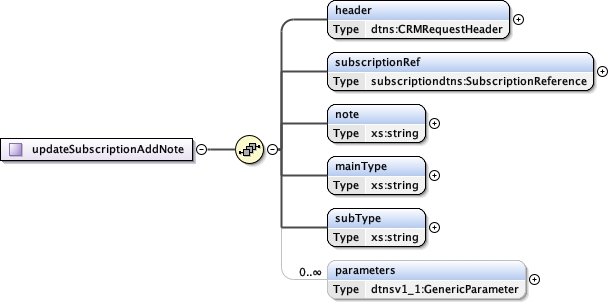 header
Type dtns:CRMRequestHeader
subscriptionRef
Type subscriptiondtns:SubscriptionReference
note
Type xs:string
updateSubscriptionAddNote
mainType
Type xs:string
subType
Type xs:string
0..∞
parameters
Type dtnsv1_1:GenericParameter